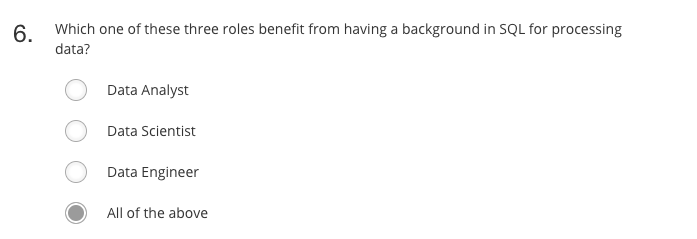 6. Which one of these three roles benefit from having a background in SQL for processing
data?
Data Analyst
Data Scientist
Data Engineer
All of the above